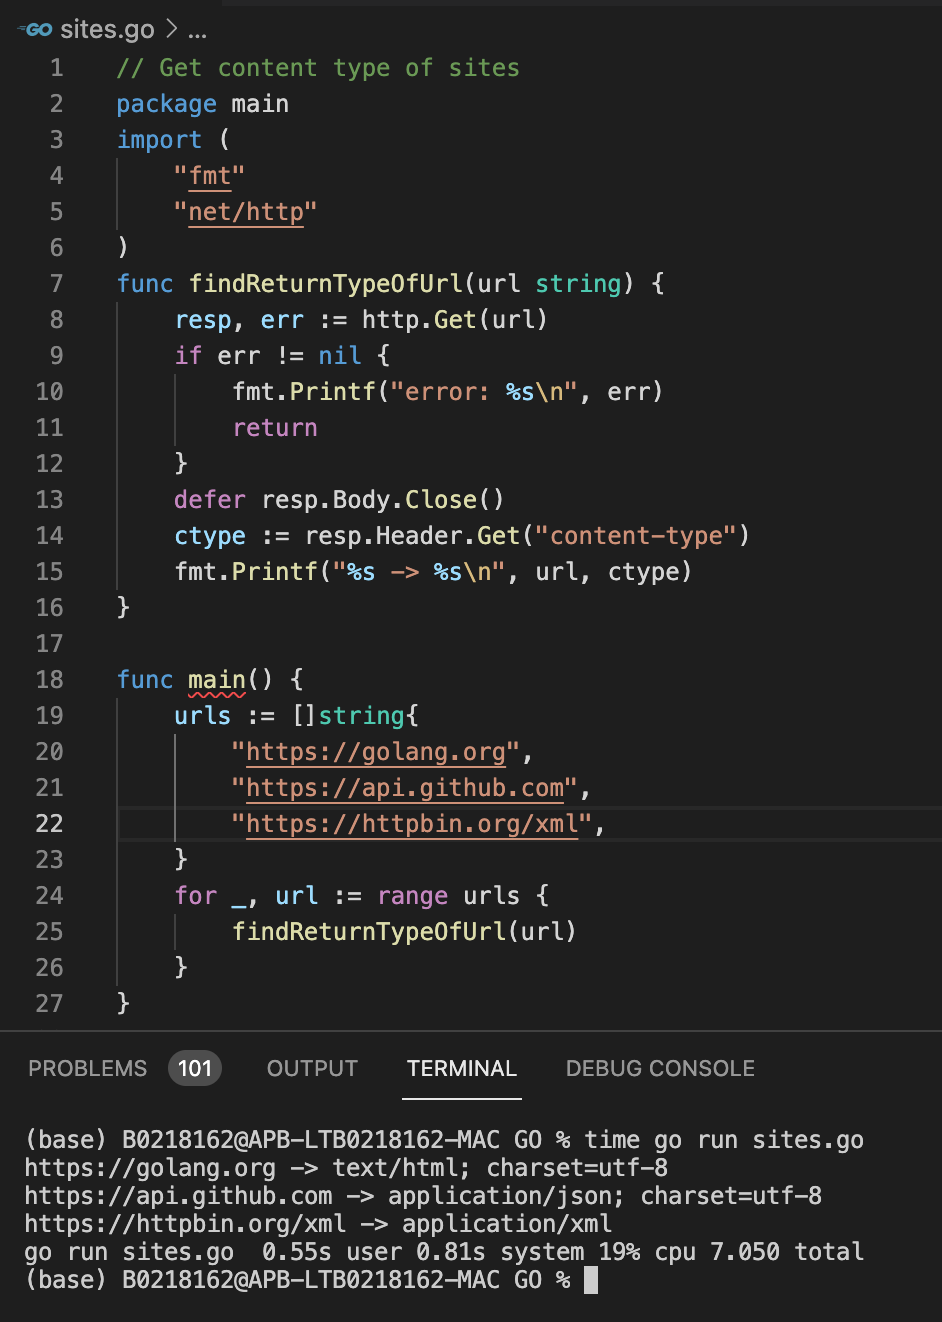 GO sites.go > ...
1 // Get content type of sites
2 package main
3 import (
4     "fmt"
5     "net/http"
6 )
7 func findReturnTypeOfUrl(url string) {
8     resp, err := http.Get(url)
9     if err != nil {
10         fmt.Printf("error: %s\n", err)
11         return
12     }
13     defer resp.Body.Close()
14     ctype := resp.Header.Get("content-type")
15     fmt.Printf("%s -> %s\n", url, ctype)
16 }
17
18 func main() {
19     urls := []string{
20         "https://golang.org",
21         "https://api.github.com",
22         "https://httpbin.org/xml",
23     }
24     for _, url := range urls {
25         findReturnTypeOfUrl(url)
26     }
27 }
PROBLEMS 101 OUTPUT TERMINAL DEBUG CONSOLE
(base) B0218162@APB-LTB0218162-MAC GO % time go run sites.go
https://golang.org -> text/html; charset=utf-8
https://api.github.com -> application/json; charset=utf-8
https://httpbin.org/xml -> application/xml
go run sites.go  0.55s user 0.81s system 19% cpu 7.050 total
(base) B0218162@APB-LTB0218162-MAC GO %